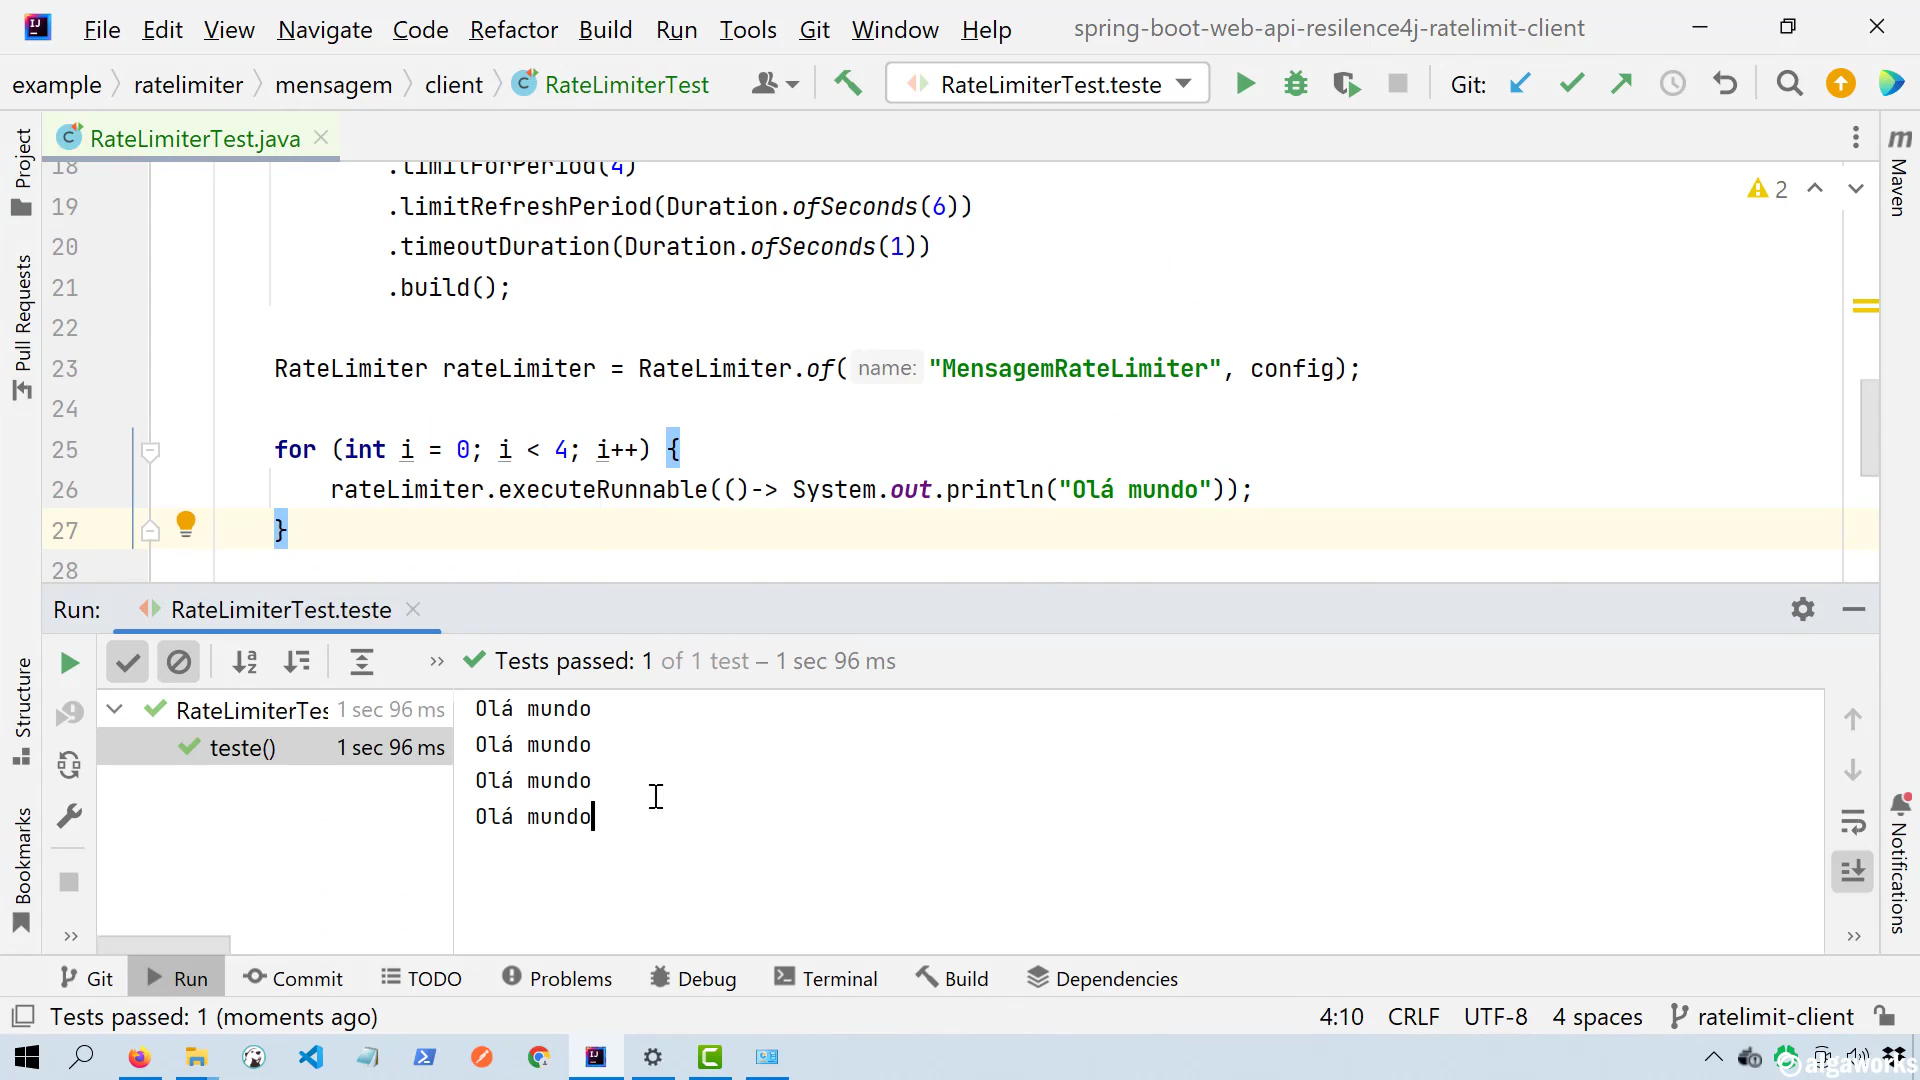 File Edit View Navigate Code Refactor Build Run Tools Git Window Help spring-boot-web-api-resilence4j-ratelimit-client
example ratelimiter mensagem client RateLimiterTest RateLimiterTest.teste Git:
RateLimiterTest.java
Project
Pull Requests
Structure
Bookmarks
Maven
Notifications
18 .limitForPeriod(4)
19 .limitRefreshPeriod(Duration.ofSeconds(6))
20 .timeoutDuration(Duration.ofSeconds(1))
21 .build();
22
23 RateLimiter rateLimiter = RateLimiter.of( name: "MensagemRateLimiter", config);
24
25 for (int i = 0; i < 4; i++) {
26 rateLimiter.executeRunnable(()-> System.out.println("Olá mundo"));
27 }
28
2
Run: RateLimiterTest.teste
Tests passed: 1 of 1 test – 1 sec 96 ms
RateLimiterTes 1 sec 96 ms
teste() 1 sec 96 ms
Olá mundo
Olá mundo
Olá mundo
Olá mundo
Git Run Commit TODO Problems Debug Terminal Build Dependencies
Tests passed: 1 (moments ago) 4:10 CRLF UTF-8 4 spaces ratelimit-client
algaworks